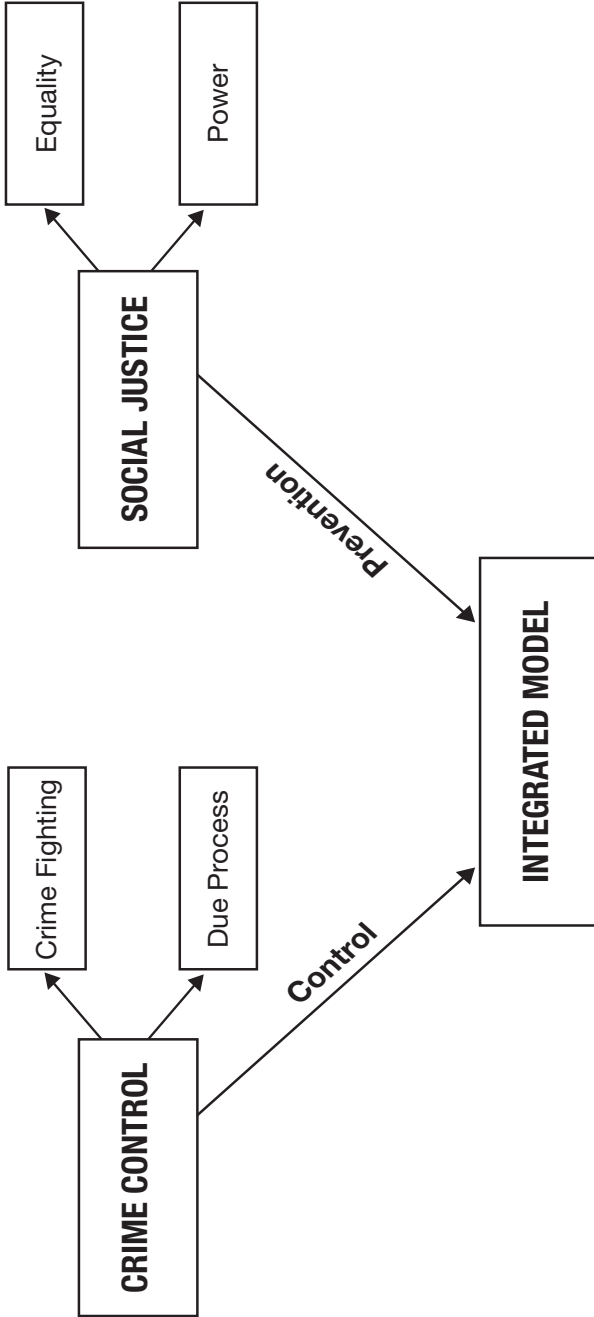 CRIME CONTROL
Crime Fighting
Due Process
SOCIAL JUSTICE
Equality
Power
Control
Prevention
INTEGRATED MODEL